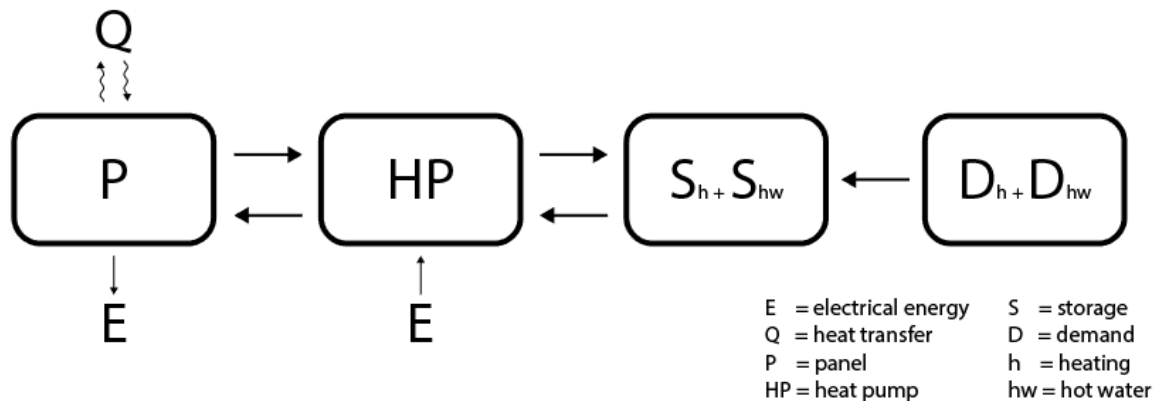 Q
P
HP
Sh + Shw
Dh + Dhw
E
E
E = electrical energy
Q = heat transfer
P = panel
HP = heat pump
S = storage
D = demand
h = heating
hw = hot water